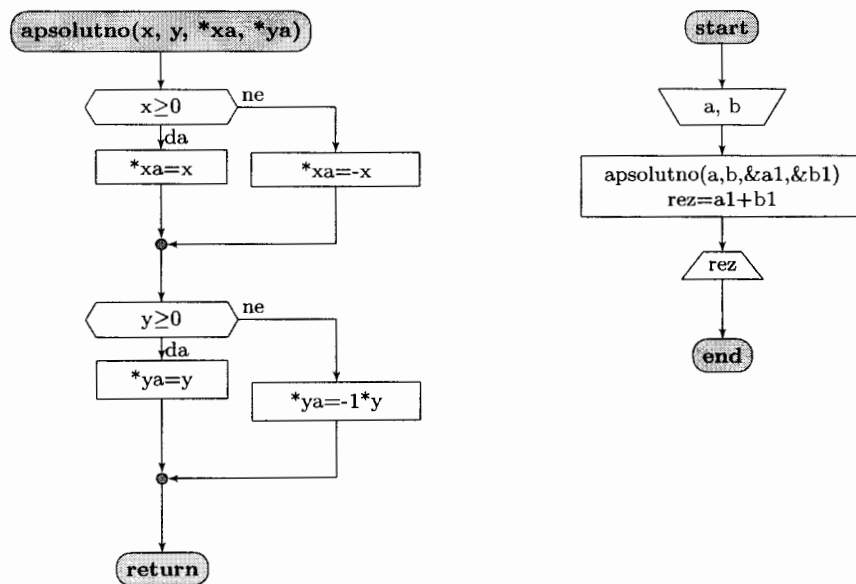 apsolutno(x, y, *xa, *ya)
x≥0
ne
da
*xa=x
*xa=-x
y≥0
ne
da
*ya=y
*ya=-1*y
return
start
a, b
apsolutno(a,b,&a1,&b1)
rez=a1+b1
rez
end